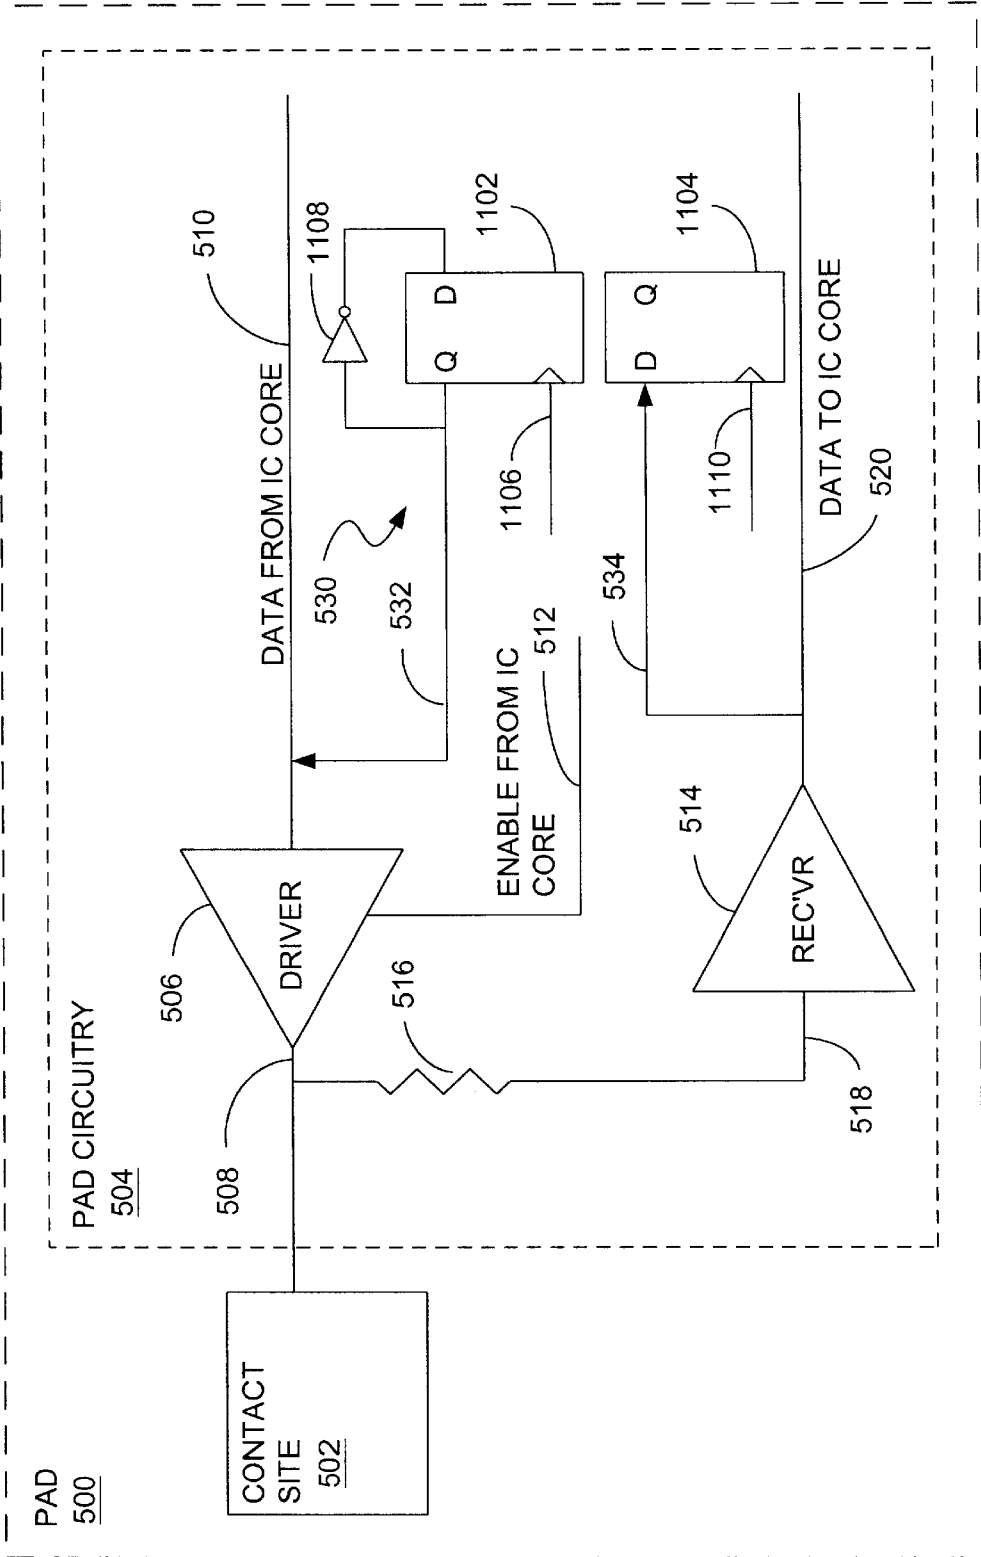 PAD
500
PAD CIRCUITRY
504
CONTACT
SITE
502
508
506
DRIVER
DATA FROM IC CORE
510
516
530
532
1108
Q
D
1102
1106
ENABLE FROM IC
CORE
512
518
REC'VR
514
534
D
Q
1104
1110
DATA TO IC CORE
520